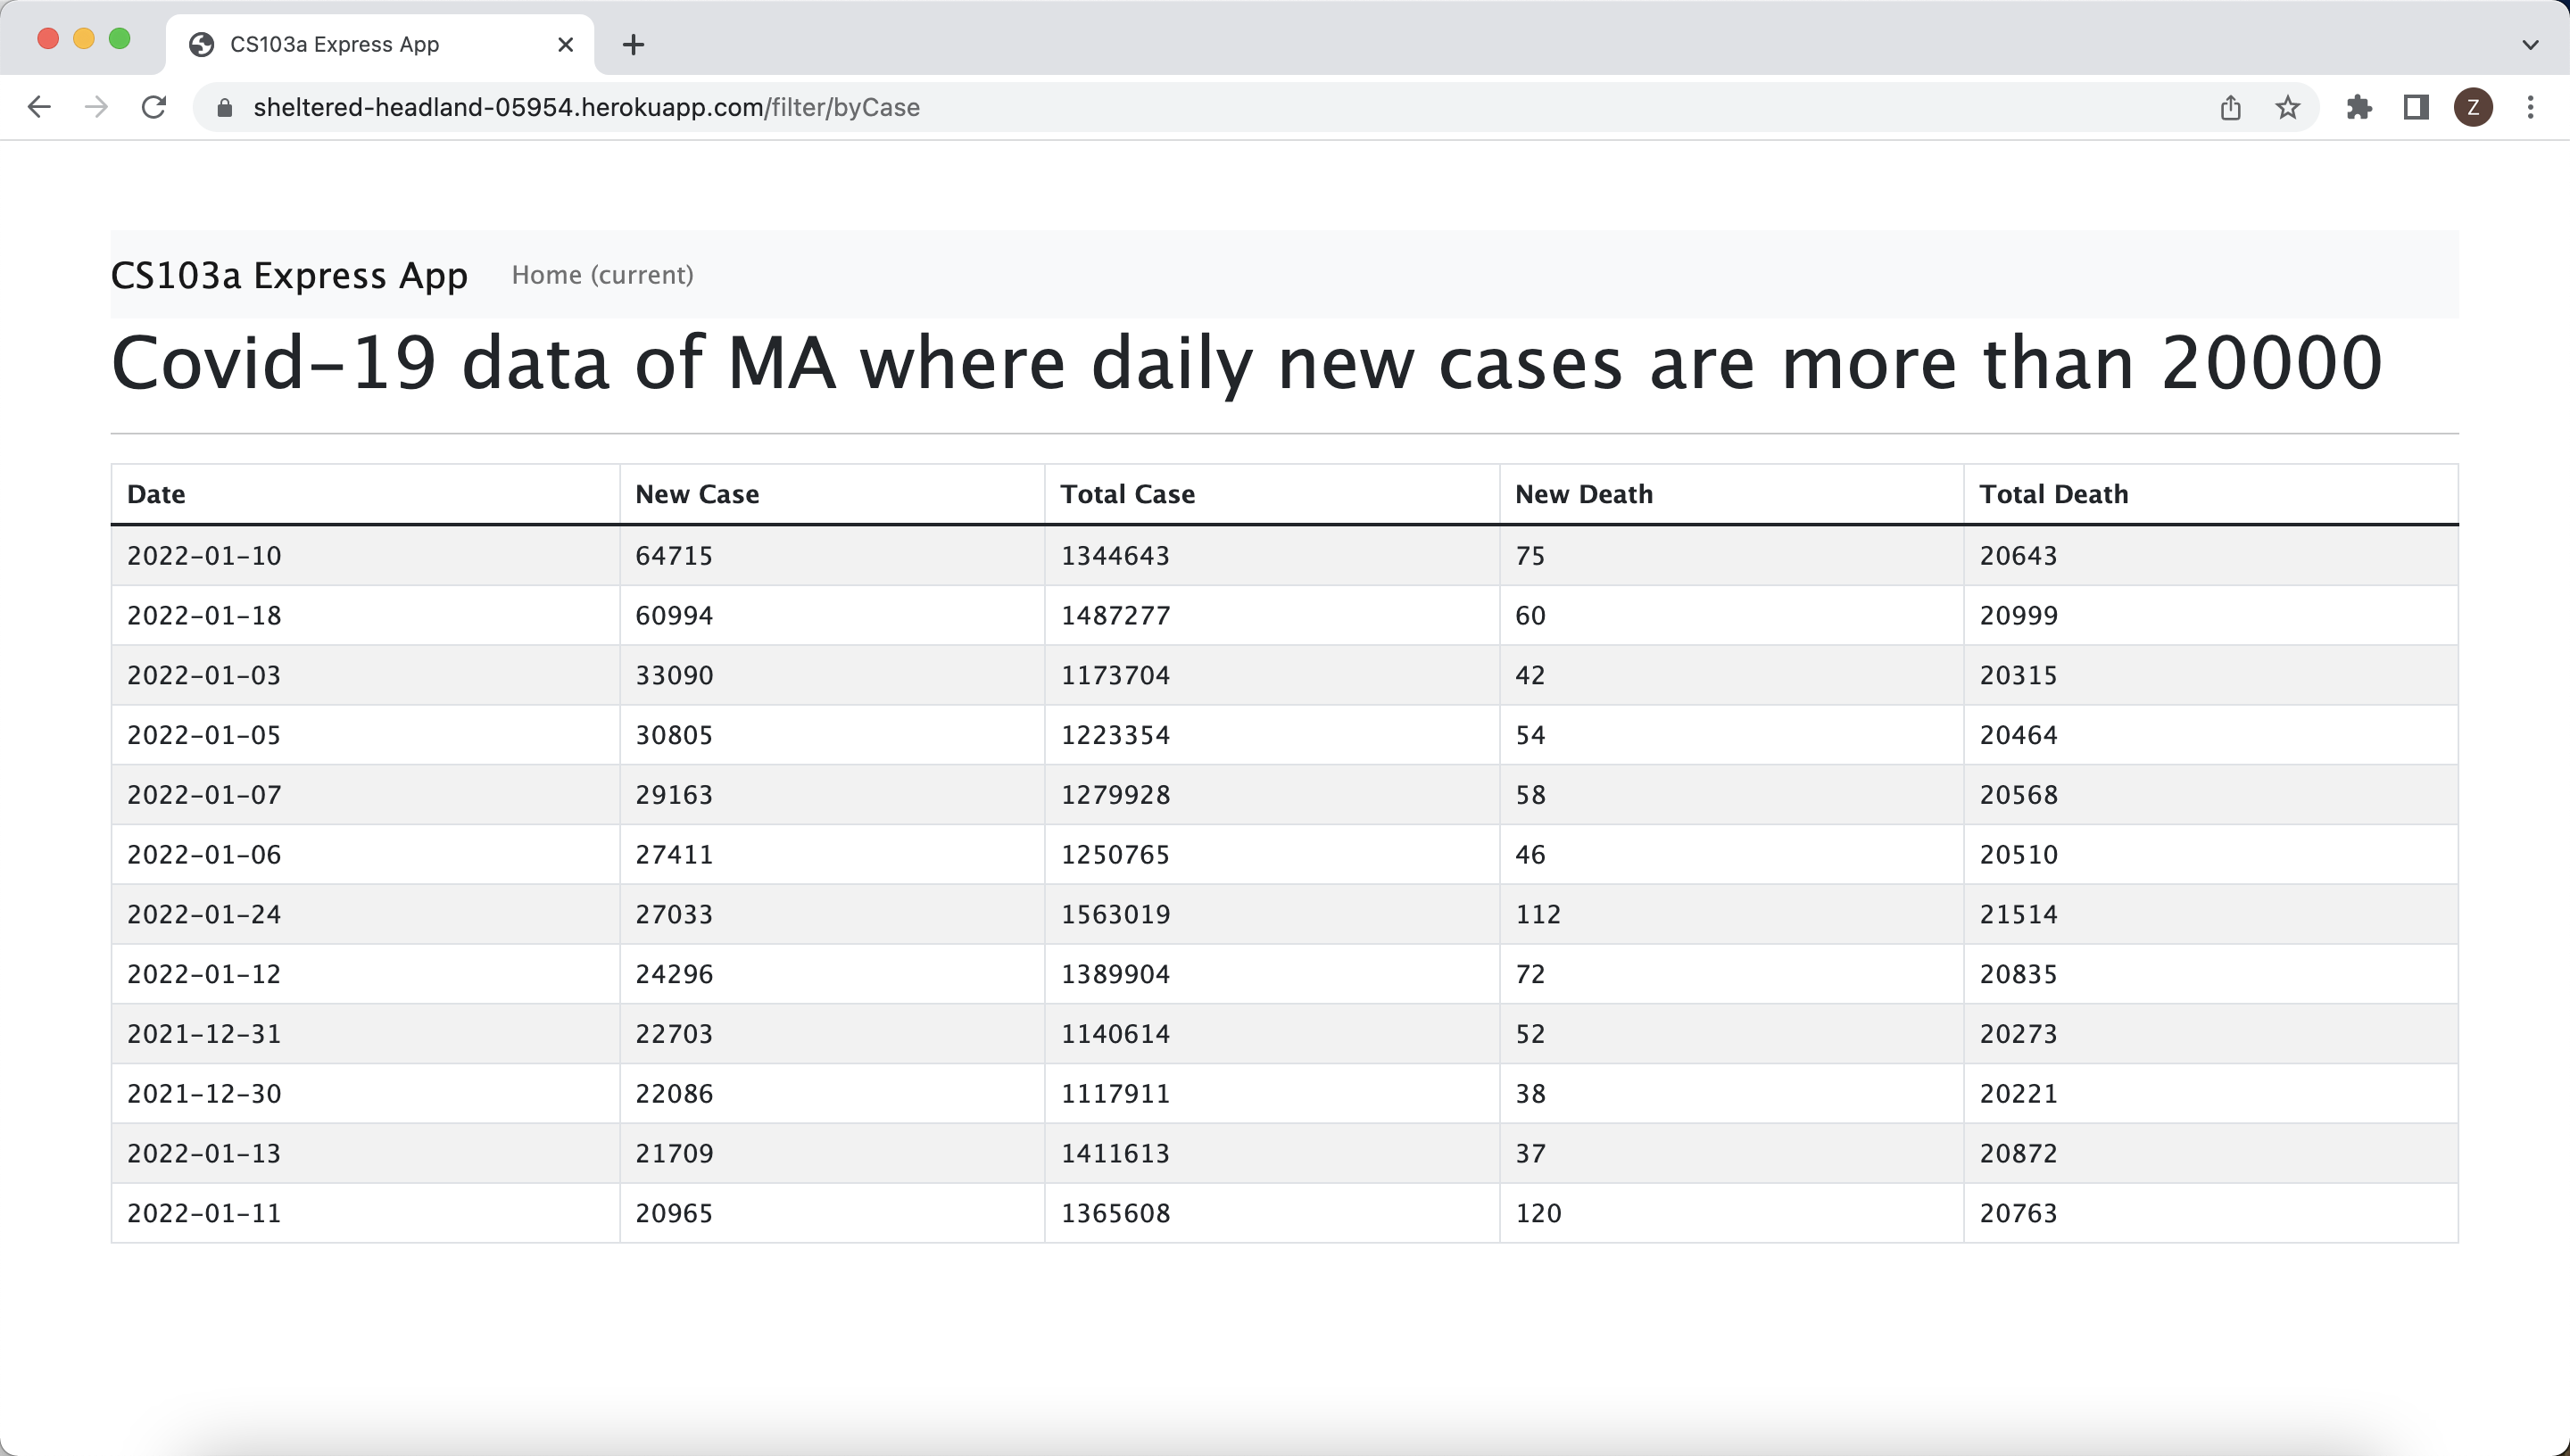 CS103a Express App
sheltered-headland-05954.herokuapp.com/filter/byCase
Z
CS103a Express App Home (current)
Covid-19 data of MA where daily new cases are more than 20000
Date New Case Total Case New Death Total Death
2022-01-10 64715 1344643 75 20643
2022-01-18 60994 1487277 60 20999
2022-01-03 33090 1173704 42 20315
2022-01-05 30805 1223354 54 20464
2022-01-07 29163 1279928 58 20568
2022-01-06 27411 1250765 46 20510
2022-01-24 27033 1563019 112 21514
2022-01-12 24296 1389904 72 20835
2021-12-31 22703 1140614 52 20273
2021-12-30 22086 1117911 38 20221
2022-01-13 21709 1411613 37 20872
2022-01-11 20965 1365608 120 20763